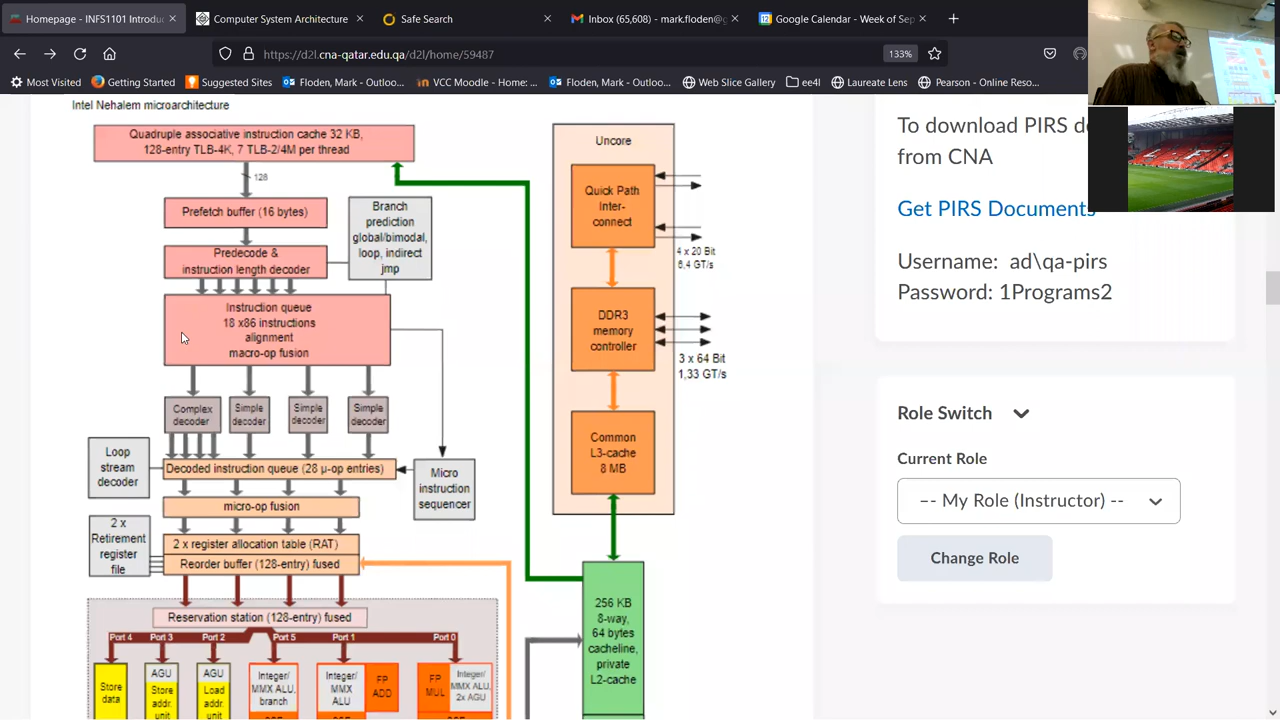 Homepage - INFS1101 Introdu
Computer System Architecture
Safe Search
Inbox (65,608) - mark.flode
Google Calendar - Week of Sep
https://d2l.cna-qatar.edu.qa/d2l/home/59487
133%
Most Visited
Getting Started
Suggested Sites
Floden, Mark - Outloo...
VCC Moodle - Home
Floden, Mark - Outloo...
Web Slice Gallery
Laureate Lens
Pearson Online Reso...
Intel Nehalem microarchitecture
Quadruple associative instruction cache 32 KB,
128-entry TLB-4K, 7 TLB-2/4M per thread
128
Prefetch buffer (16 bytes)
Predecode &
instruction length decoder
Branch
prediction
global/bimodal,
loop, indirect
jmp
Instruction queue
18 x86 instructions
alignment
macro-op fusion
Complex
decoder
Simple
decoder
Simple
decoder
Simple
decoder
Loop
stream
decoder
Decoded instruction queue (28 µ-op entries)
Micro
instruction
sequencer
micro-op fusion
2 x
Retirement
register
file
2 x register allocation table (RAT)
Reorder buffer (128-entry) fused
Reservation station (128-entry) fused
Port 4
Port 3
Port 2
Port 5
Port 1
Port 0
Store
data
AGU
Store
addr.
unit
AGU
Load
addr.
unit
Integer/
MMX ALU,
branch
Integer/
MMX
ALU
FP
ADD
FP
MUL
Integer/
MMX ALU,
2x AGU
Uncore
Quick Path
Inter-
connect
4 x 20 Bit
6,4 GT/s
DDR3
memory
controller
3 x 64 Bit
1,33 GT/s
Common
L3-cache
8 MB
256 KB
8-way,
64 bytes
cacheline,
private
L2-cache
To download PIRS
from CNA
Get PIRS Documents
Username: ad\qa-pirs
Password: 1Programs2
Role Switch
Current Role
-- My Role (Instructor) --
Change Role